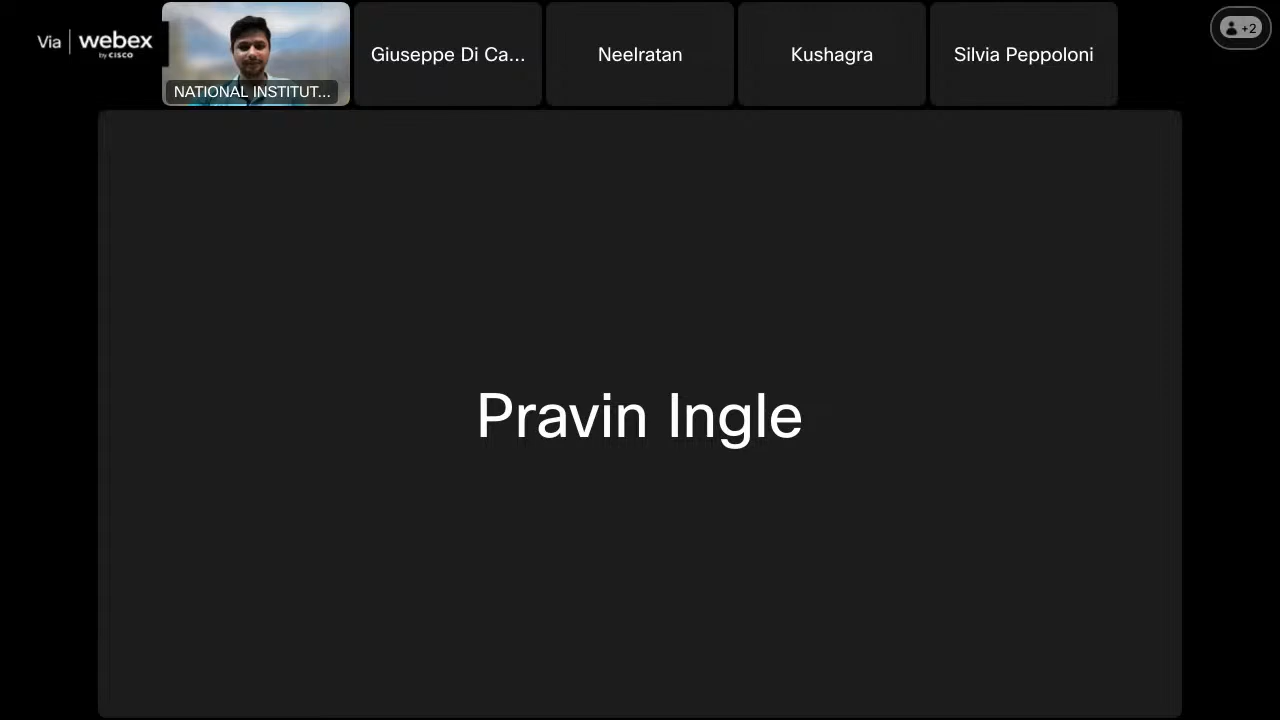 Via webex
by CISCO
NATIONAL INSTITUT...
Giuseppe Di Ca...
Neelratan
Kushagra
Silvia Peppoloni
+2
Pravin Ingle